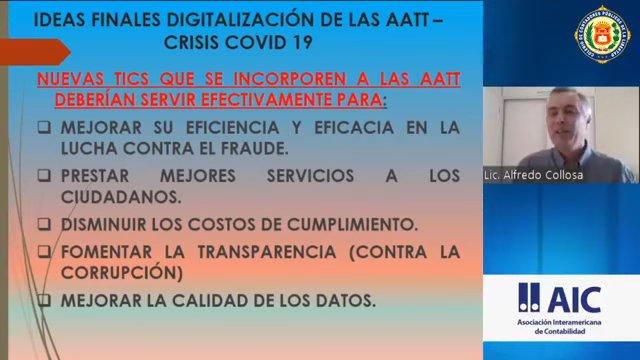 IDEAS FINALES DIGITALIZACIÓN DE LAS AATT –
CRISIS COVID 19
NUEVAS TICS QUE SE INCORPOREN A LAS AATT
DEBERÍAN SERVIR EFECTIVAMENTE PARA:
MEJORAR SU EFICIENCIA Y EFICACIA EN LA
LUCHA CONTRA EL FRAUDE.
PRESTAR MEJORES SERVICIOS A LOS
CIUDADANOS.
DISMINUIR LOS COSTOS DE CUMPLIMIENTO.
FOMENTAR LA TRANSPARENCIA (CONTRA LA
CORRUPCIÓN)
MEJORAR LA CALIDAD DE LOS DATOS.
Lic. Alfredo Collosa
AIC
Asociación Interamericana
de Contabilidad